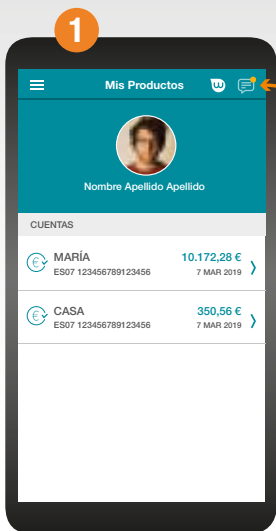 1
Mis Productos
Nombre Apellido Apellido
CUENTAS
MARÍA 10.172,28 €
ES07 123456789123456 7 MAR 2019
CASA 350,56 €
ES07 123456789123456 7 MAR 2019